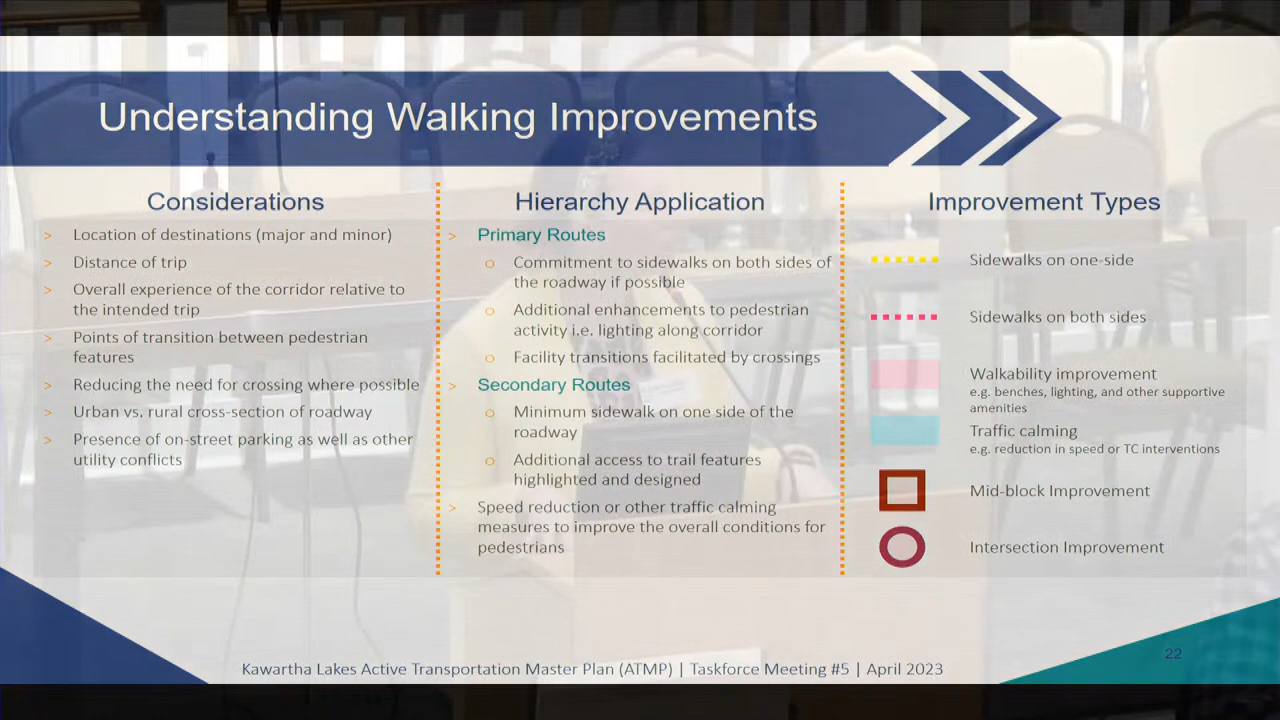 Understanding Walking Improvements
Considerations
> Location of destinations (major and minor)
> Distance of trip
> Overall experience of the corridor relative to
the intended trip
> Points of transition between pedestrian
features
> Reducing the need for crossing where possible
> Urban vs. rural cross-section of roadway
> Presence of on-street parking as well as other
utility conflicts
Hierarchy Application
> Primary Routes
o Commitment to sidewalks on both sides of
the roadway if possible
o Additional enhancements to pedestrian
activity i.e. lighting along corridor
o Facility transitions facilitated by crossings
> Secondary Routes
o Minimum sidewalk on one side of the
roadway
o Additional access to trail features
highlighted and designed
> Speed reduction or other traffic calming
measures to improve the overall conditions for
pedestrians
Improvement Types
Sidewalks on one-side
Sidewalks on both sides
Walkability improvement
e.g. benches, lighting, and other supportive
amenities
Traffic calming
e.g. reduction in speed or TC interventions
Mid-block Improvement
Intersection Improvement
22
Kawartha Lakes Active Transportation Master Plan (ATMP) | Taskforce Meeting #5 | April 2023